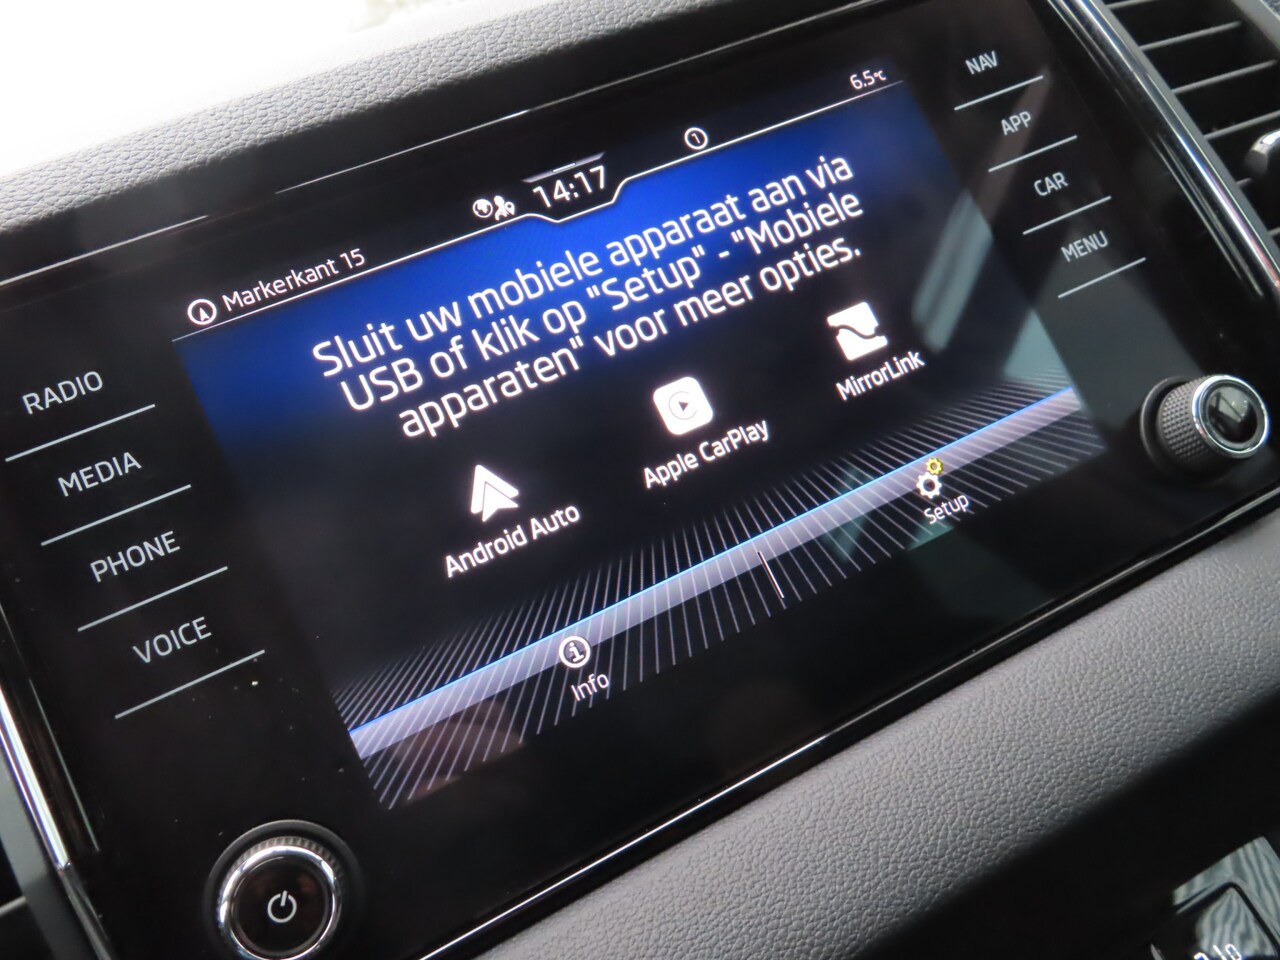 6.5°C
14:17
Markerkant 15
Sluit uw mobiele apparaat aan via
USB of klik op "Setup" - "Mobiele
apparaten" voor meer opties.
Android Auto
Apple CarPlay
MirrorLink
Info
Setup
RADIO
MEDIA
PHONE
VOICE
NAV
APP
CAR
MENU